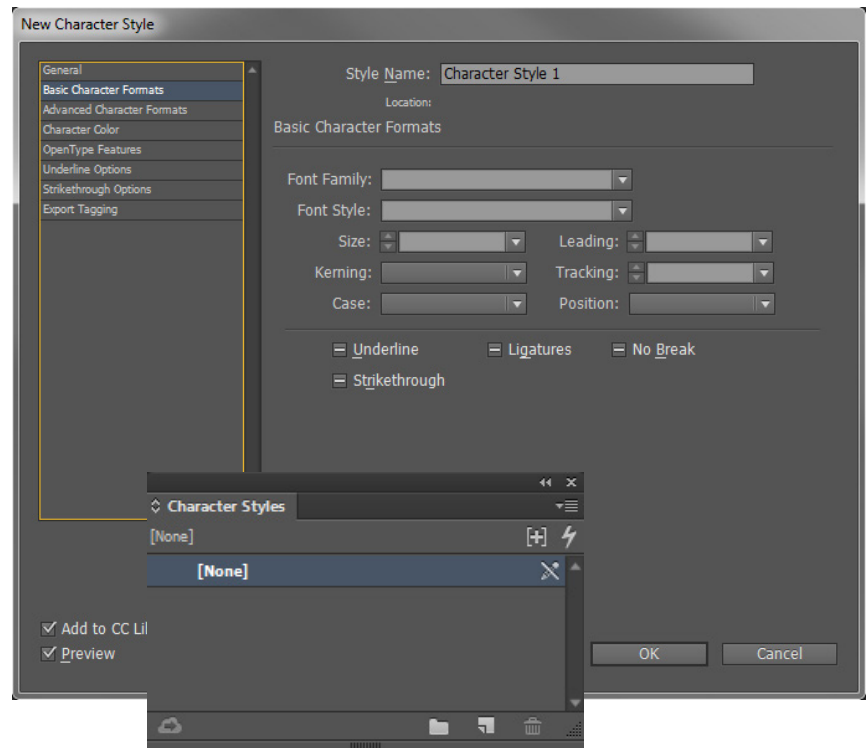 New Character Style
General
Basic Character Formats
Advanced Character Formats
Character Color
OpenType Features
Underline Options
Strikethrough Options
Export Tagging
Style Name: Character Style 1
Location:
Basic Character Formats
Font Family:
Font Style:
Size: Leading:
Kerning: Tracking:
Case: Position:
Underline Ligatures No Break
Strikethrough
Character Styles
[None]
[None]
Add to CC Li
Preview
OK Cancel